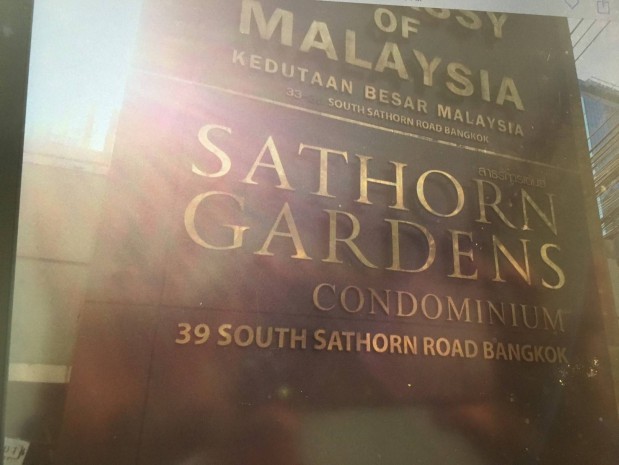 OF
MALAYSIA
KEDUTAAN BESAR MALAYSIA
33 SOUTH SATHORN ROAD BANGKOK
SATHORN
GARDENS
CONDOMINIUM
39 SOUTH SATHORN ROAD BANGKOK